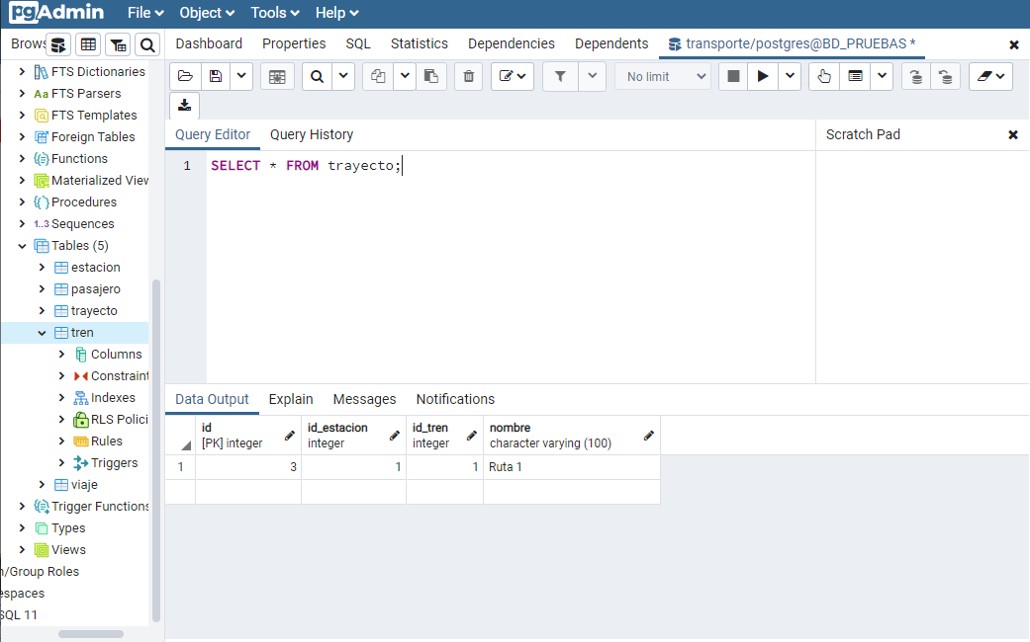 pgAdmin File Object Tools Help
Brows
Dashboard Properties SQL Statistics Dependencies Dependents transporte/postgres@BD_PRUEBAS *
No limit
Query Editor Query History
Scratch Pad
1 SELECT * FROM trayecto;
FTS Dictionaries
Aa FTS Parsers
FTS Templates
Foreign Tables
Functions
Materialized View
Procedures
1..3 Sequences
Tables (5)
estacion
pasajero
trayecto
tren
Columns
Constraint
Indexes
RLS Polici
Rules
Triggers
viaje
Trigger Functions
Types
Views
n/Group Roles
espaces
SQL 11
Data Output Explain Messages Notifications
id id_estacion id_tren nombre
[PK] integer integer integer character varying (100)
1 3 1 1 Ruta 1